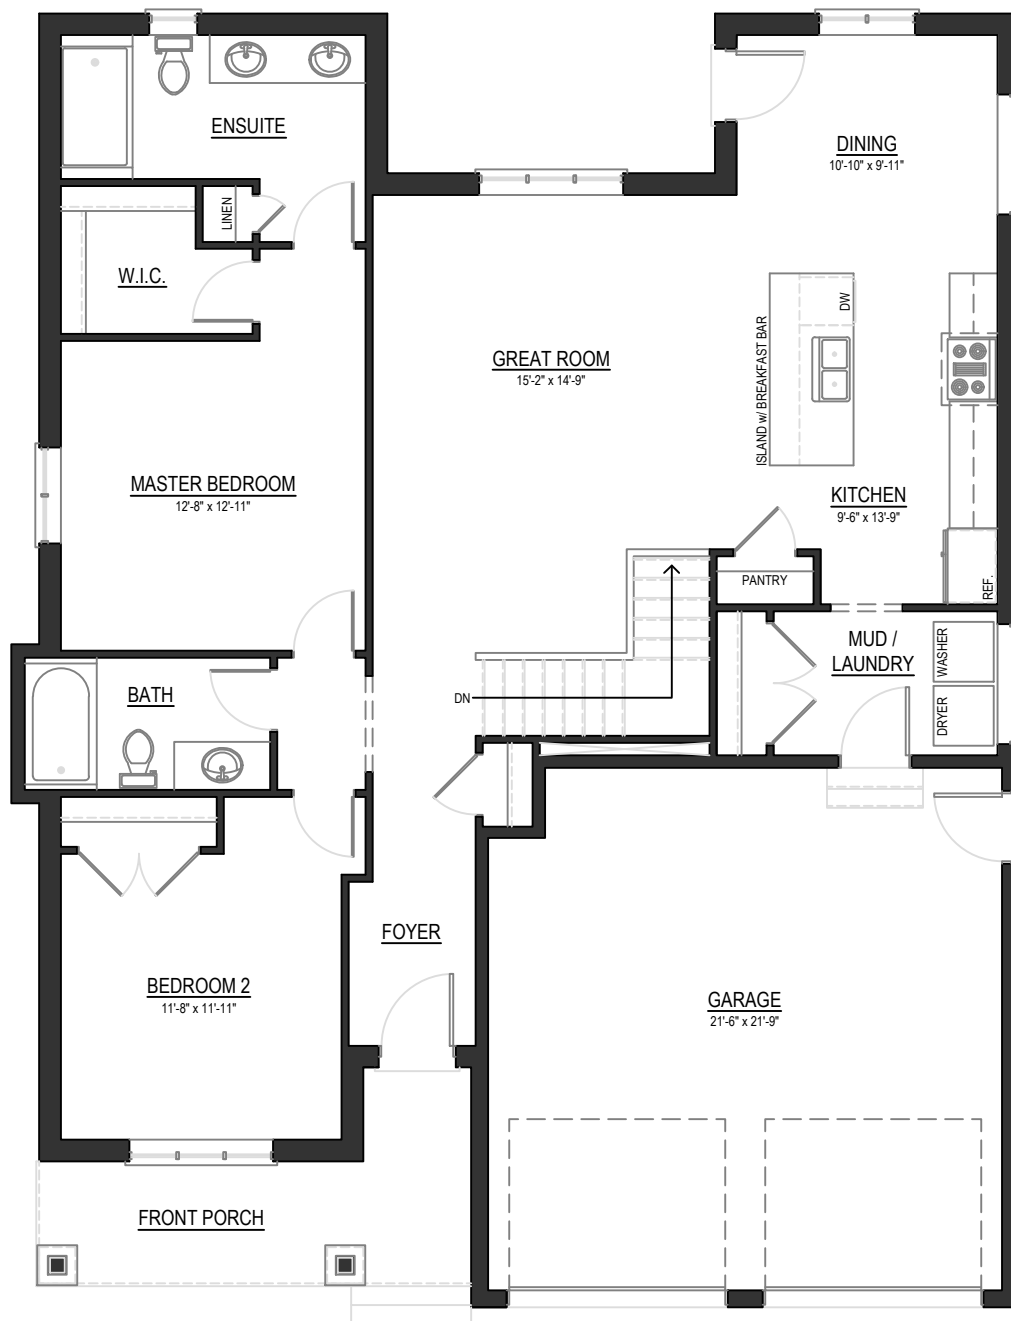 ENSUITE
DINING
10'-10" x 9'-11"
LINEN
W.I.C.
DW
ISLAND w/ BREAKFAST BAR
GREAT ROOM
15'-2" x 14'-9"
MASTER BEDROOM
12'-8" x 12'-11"
KITCHEN
9'-6" x 13'-9"
PANTRY
REF.
MUD /
LAUNDRY
WASHER
DRYER
BATH
DN
FOYER
BEDROOM 2
11'-8" x 11'-11"
GARAGE
21'-6" x 21'-9"
FRONT PORCH